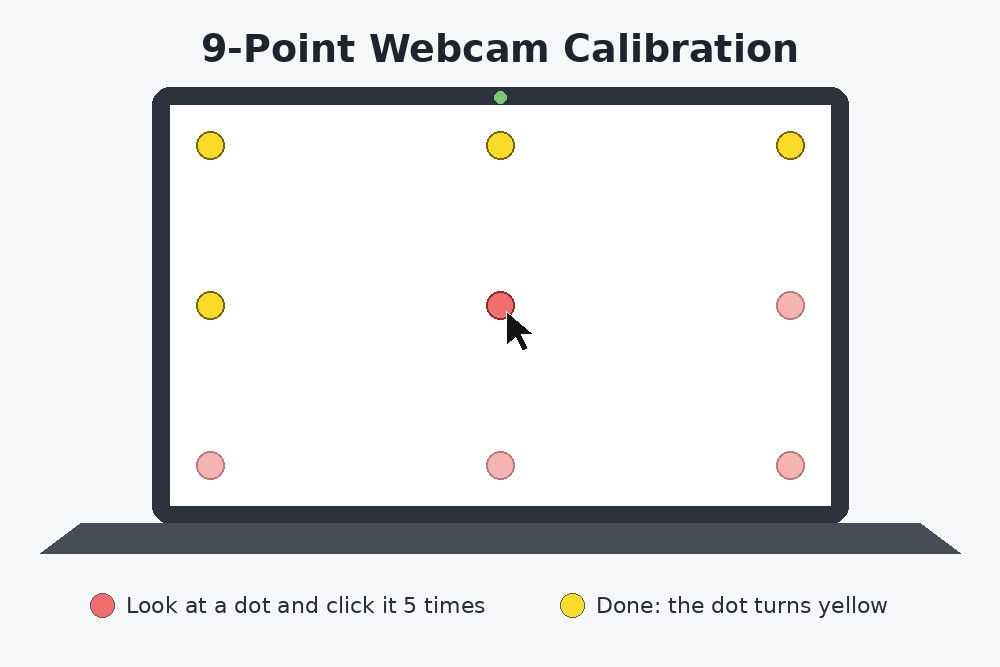 9-Point Webcam Calibration
Look at a dot and click it 5 times
Done: the dot turns yellow